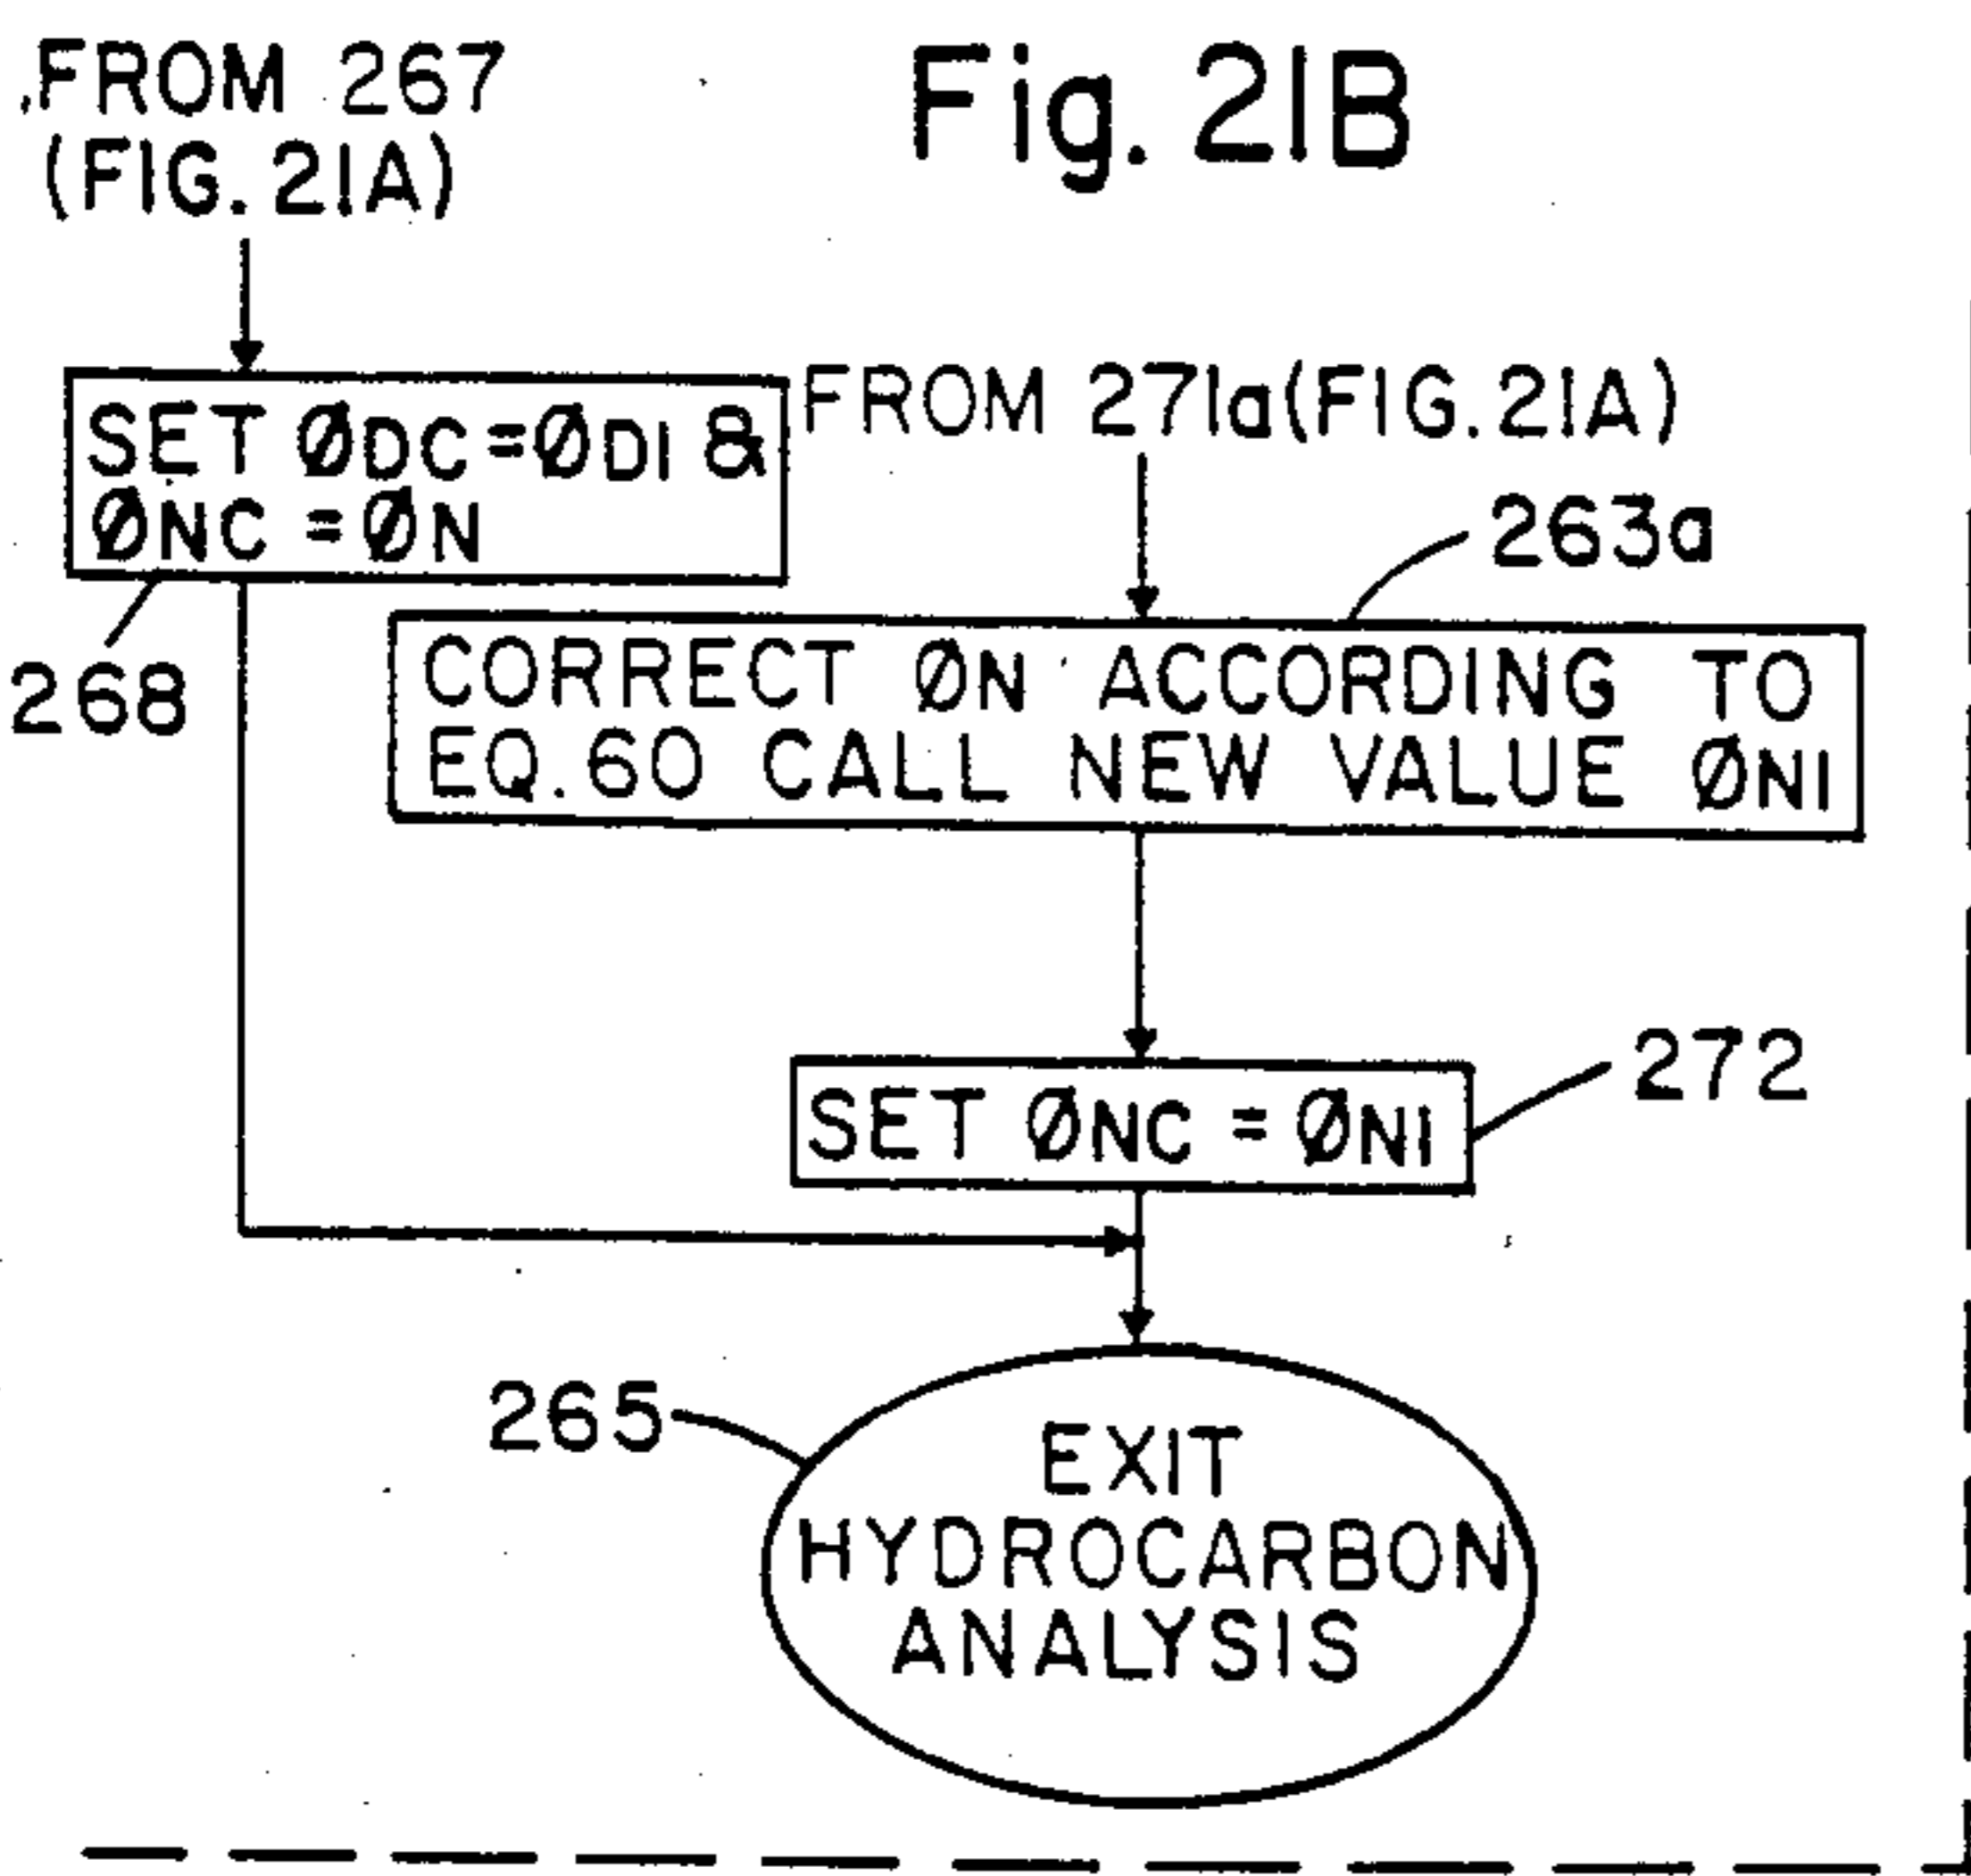 FROM 267
(FIG. 21A)
Fig. 21B
SET ØDC=ØD1 &
ØNC = ØN
268
FROM 271a (FIG. 21A)
263a
CORRECT ØN ACCORDING TO
EQ. 60 CALL NEW VALUE ØN1
SET ØNC = ØN1
272
265
EXIT
HYDROCARBON
ANALYSIS